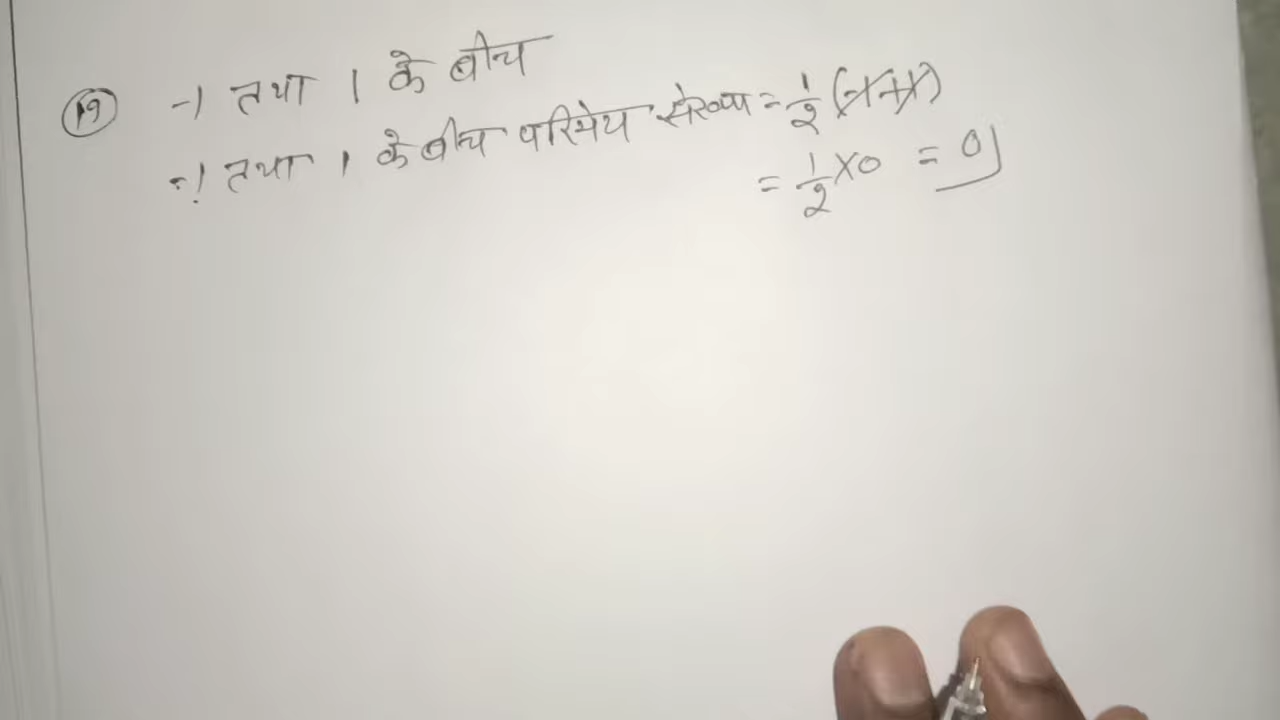 (19) -1 तथा 1 के बीच
-1 तथा 1 के बीच परिमेय संख्या = 1/2 (-1+1)
= 1/2 × 0 = 0